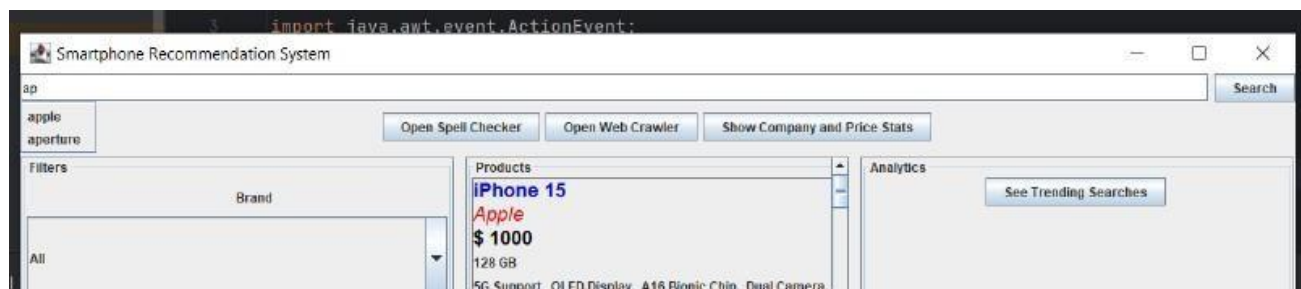 3 import java.awt.event.ActionEvent;
Smartphone Recommendation System
ap
Search
apple
aperture
Open Spell Checker
Open Web Crawler
Show Company and Price Stats
Filters
Brand
All
Products
iPhone 15
Apple
$ 1000
128 GB
5G Support, OLED Display, A16 Bionic Chip, Dual Camera,
Analytics
See Trending Searches